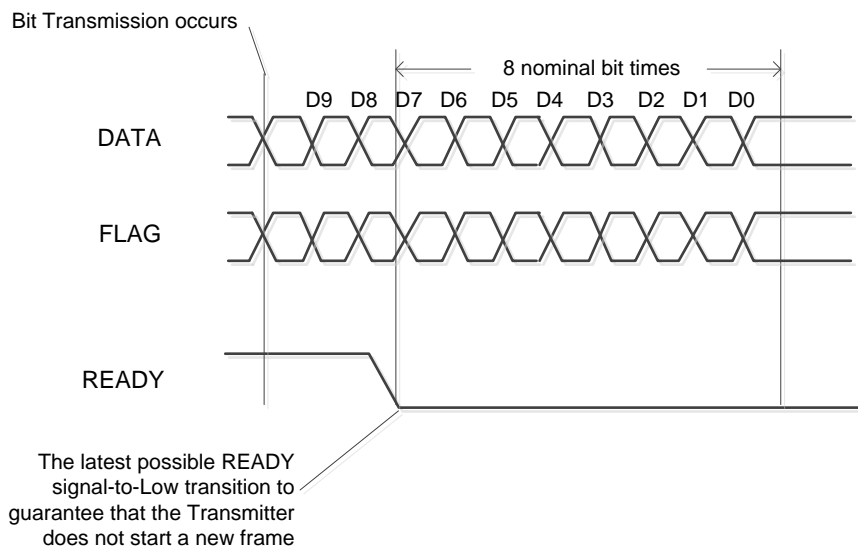 Bit Transmission occurs
8 nominal bit times
D9 D8 D7 D6 D5 D4 D3 D2 D1 D0
DATA
FLAG
READY
The latest possible READY
signal-to-Low transition to
guarantee that the Transmitter
does not start a new frame